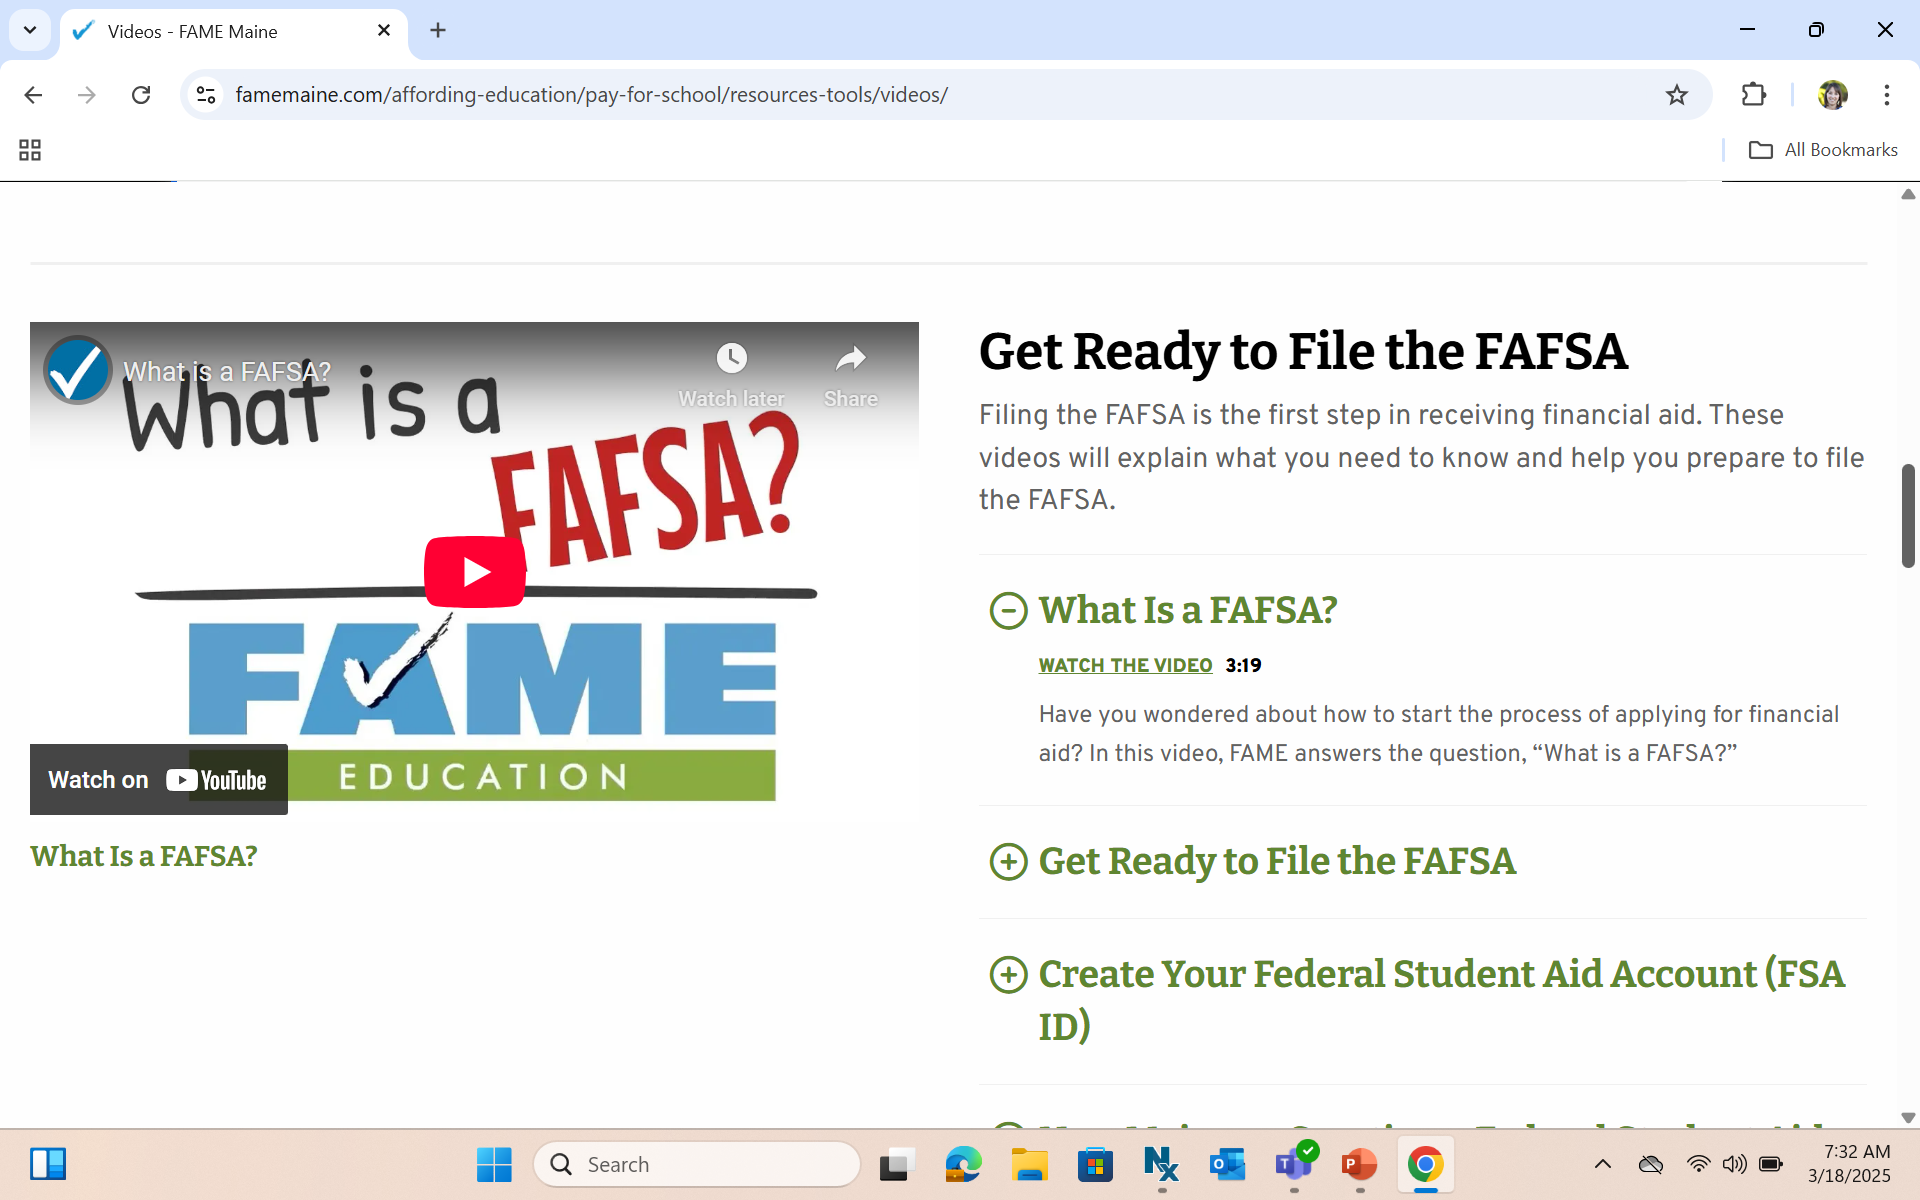 Videos - FAME Maine
famemaine.com/affording-education/pay-for-school/resources-tools/videos/
All Bookmarks
What is a FAFSA?
Watch later
Share
What is a
FAFSA?
FAME
EDUCATION
Watch on YouTube
What Is a FAFSA?
Get Ready to File the FAFSA
Filing the FAFSA is the first step in receiving financial aid. These
videos will explain what you need to know and help you prepare to file
the FAFSA.
What Is a FAFSA?
WATCH THE VIDEO 3:19
Have you wondered about how to start the process of applying for financial
aid? In this video, FAME answers the question, “What is a FAFSA?”
Get Ready to File the FAFSA
Create Your Federal Student Aid Account (FSA
ID)
Search
7:32 AM
3/18/2025